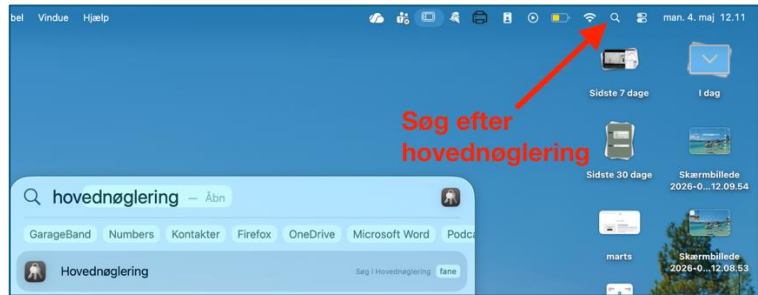 bel Vindue Hjælp man. 4. maj 12.11
Sidste 7 dage I dag
Søg efter
hovednøglering
Sidste 30 dage Skærmbillede
2026-0...12.09.54
hovednøglering — Åbn
GarageBand Numbers Kontakter Firefox OneDrive Microsoft Word Podca
marts Skærmbillede
2026-0...12.08.53
Hovednøglering Søg i Hovednøglering fane